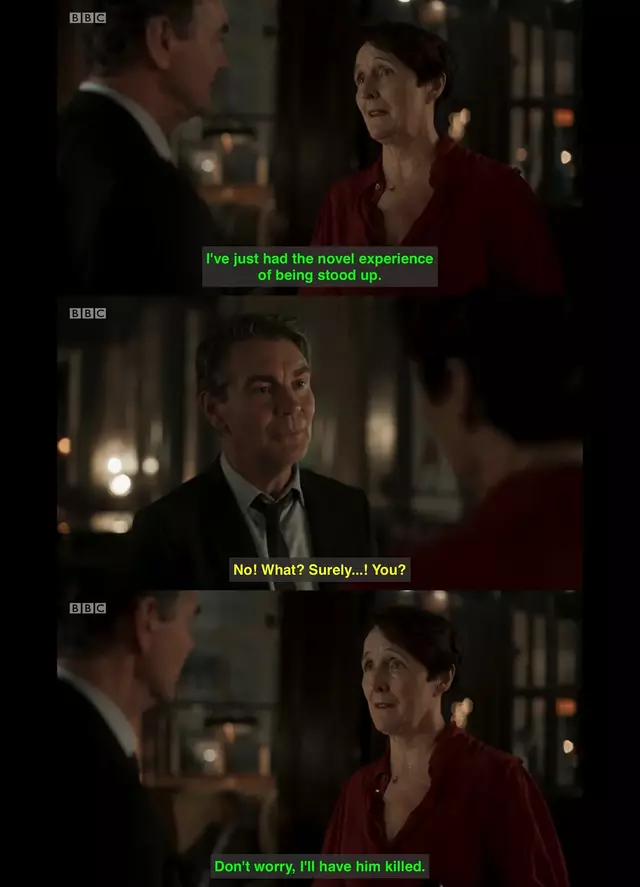 BBC
I've just had the novel experience
of being stood up.
BBC
No! What? Surely...! You?
BBC
Don't worry, I'll have him killed.